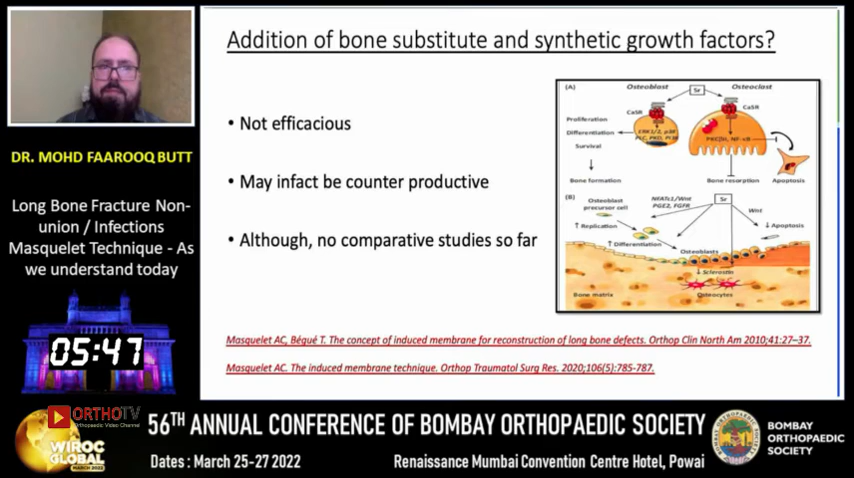 Addition of bone substitute and synthetic growth factors?
• Not efficacious
• May infact be counter productive
• Although, no comparative studies so far
(A)
Osteoblast
Sr
Osteoclast
CaSR
CaSR
Proliferation
Differentiation
Survival
ERK1/2, p38
Bone formation
Bone resorption
Apoptosis
(B)
Osteoblast
precursor cell
NFATc1/Wnt
PGE2, FGFR
Sr
Wnt
↑ Replication
↓ Apoptosis
↑ Differentiation
Osteoblasts
↓ Sclerostin
Bone matrix
Osteocytes
Masquelet AC, Bégué T. The concept of induced membrane for reconstruction of long bone defects. Orthop Clin North Am 2010;41:27–37.
Masquelet AC. The induced membrane technique. Orthop Traumatol Surg Res. 2020;106(5):785-787.
DR. MOHD FAAROOQ BUTT
Long Bone Fracture Non-
union / Infections
Masquelet Technique - As
we understand today
05:47
ORTHOTV
Orthopaedic Video Channel
WIROC
GLOBAL
MARCH 2022
56TH ANNUAL CONFERENCE OF BOMBAY ORTHOPAEDIC SOCIETY
Dates : March 25-27 2022
Renaissance Mumbai Convention Centre Hotel, Powai
BOMBAY
ORTHOPAEDIC
SOCIETY